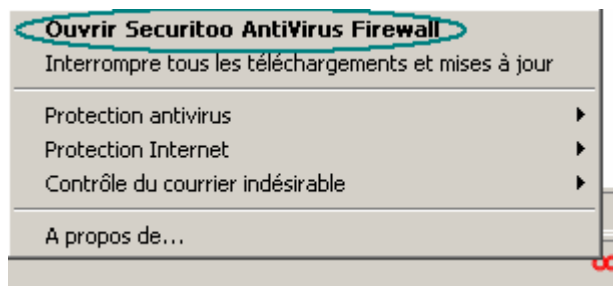 Ouvrir Securitoo AntiVirus Firewall
Interrompre tous les téléchargements et mises à jour
Protection antivirus
Protection Internet
Contrôle du courrier indésirable
A propos de...